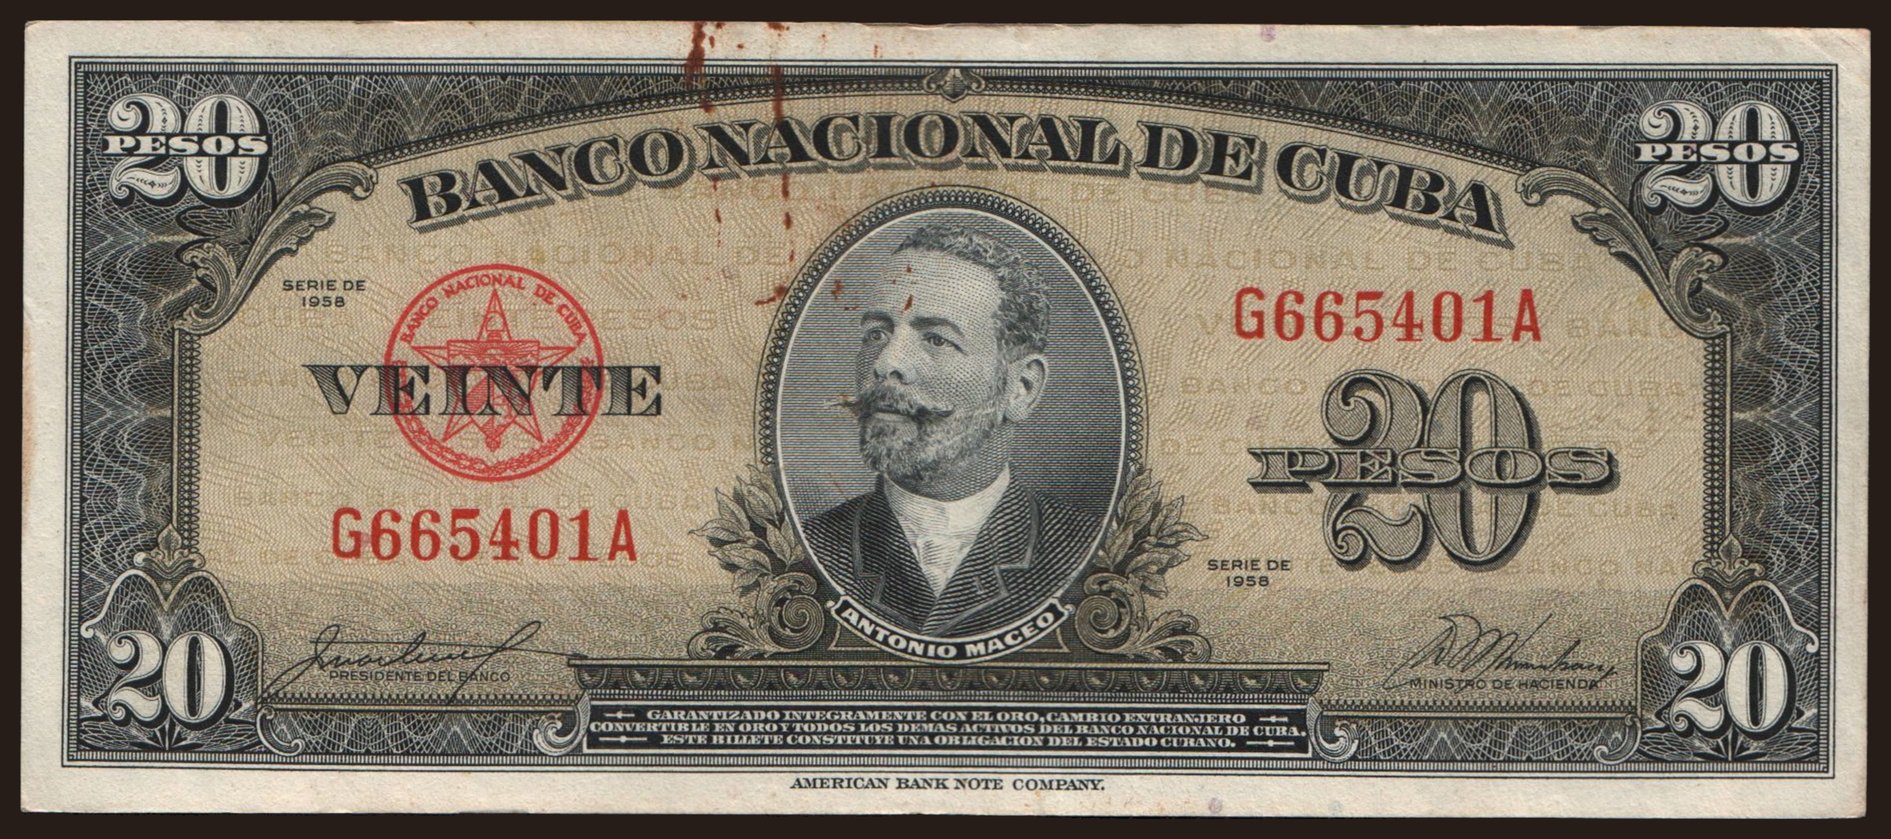 20
PESOS
20
PESOS
BANCO NACIONAL DE CUBA
SERIE DE
1958
BANCO NACIONAL DE CUBA
VEINTE
G665401A
G665401A
20
PESOS
SERIE DE
1958
ANTONIO MACEO
20
PRESIDENTE DEL BANCO
MINISTRO DE HACIENDA
20
GARANTIZADO INTEGRAMENTE CON EL ORO, CAMBIO EXTRANJERO
CONVERTIBLE EN ORO Y TODOS LOS DEMAS ACTIVOS DEL BANCO NACIONAL DE CUBA.
ESTE BILLETE CONSTITUYE UNA OBLIGACION DEL ESTADO CUBANO.
AMERICAN BANK NOTE COMPANY.